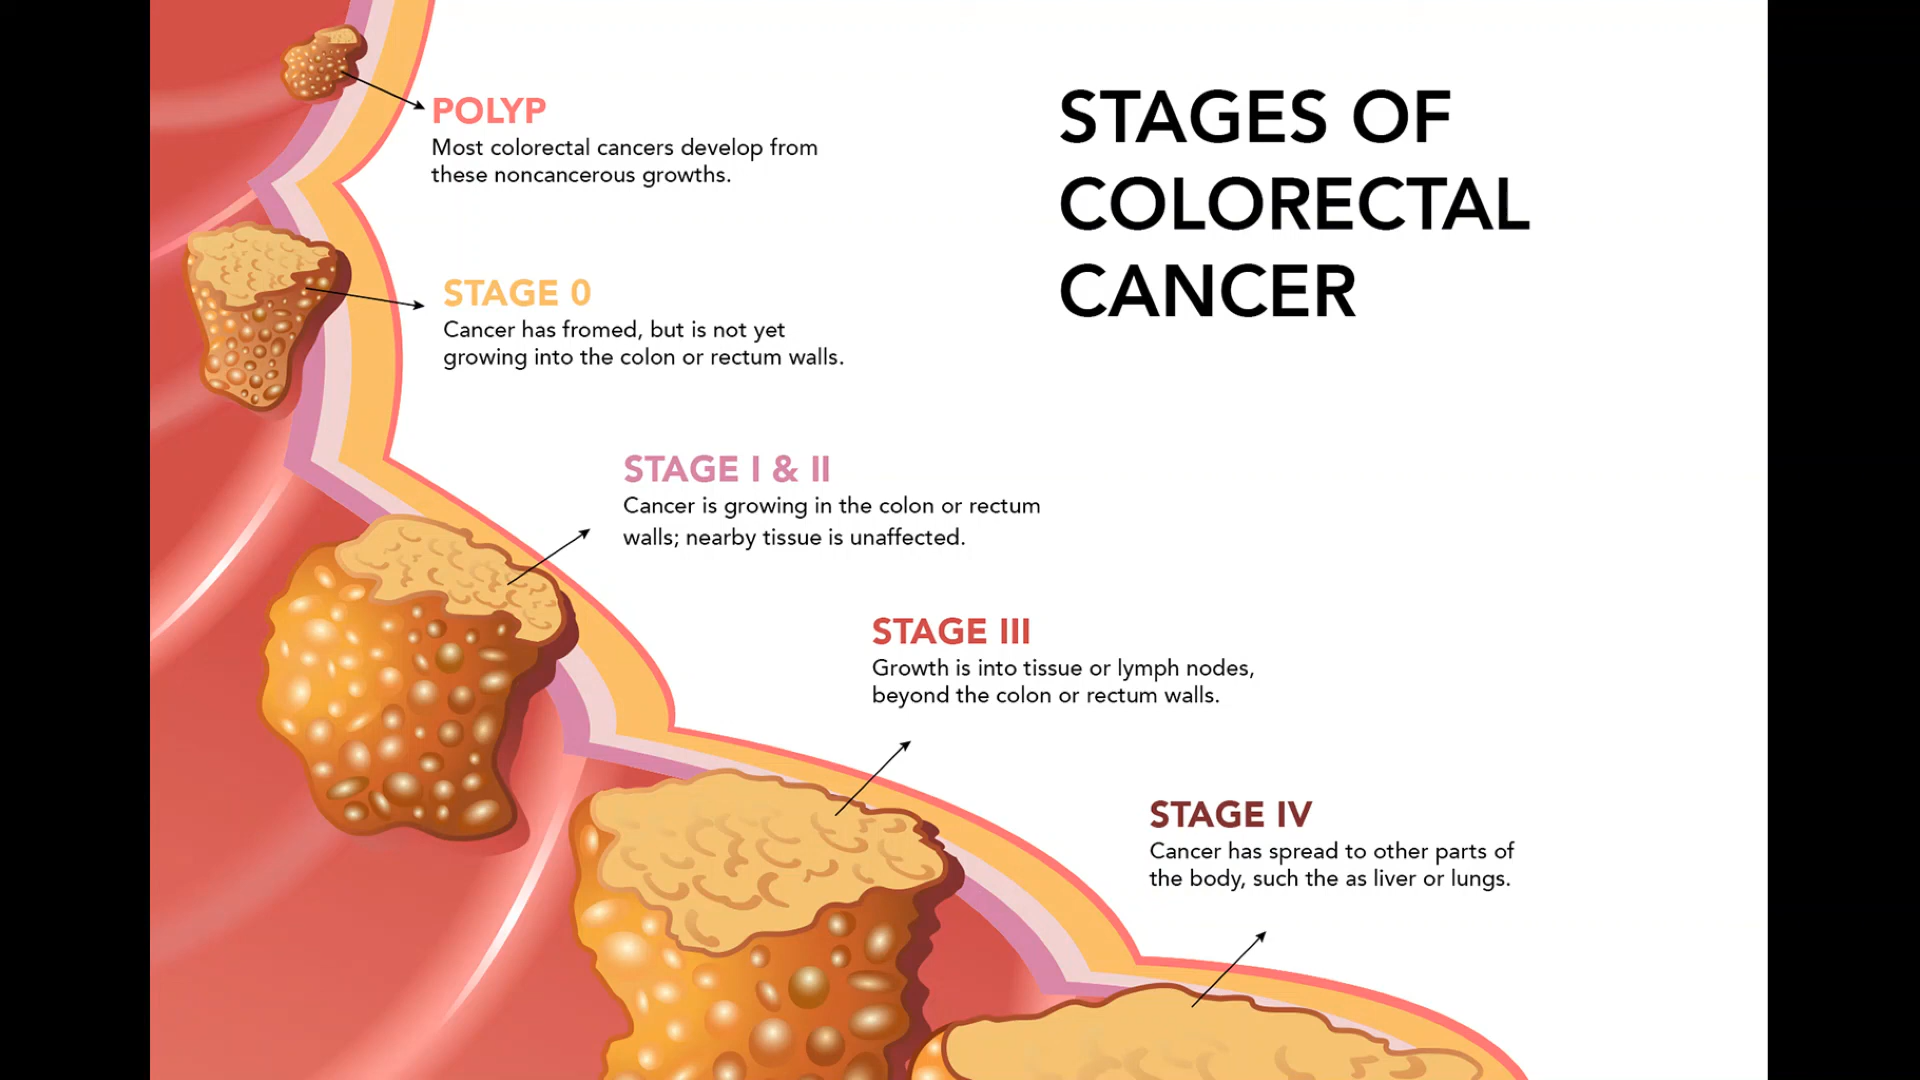 STAGES OF
COLORECTAL
CANCER
POLYP
Most colorectal cancers develop from
these noncancerous growths.
STAGE 0
Cancer has fromed, but is not yet
growing into the colon or rectum walls.
STAGE I & II
Cancer is growing in the colon or rectum
walls; nearby tissue is unaffected.
STAGE III
Growth is into tissue or lymph nodes,
beyond the colon or rectum walls.
STAGE IV
Cancer has spread to other parts of
the body, such the as liver or lungs.